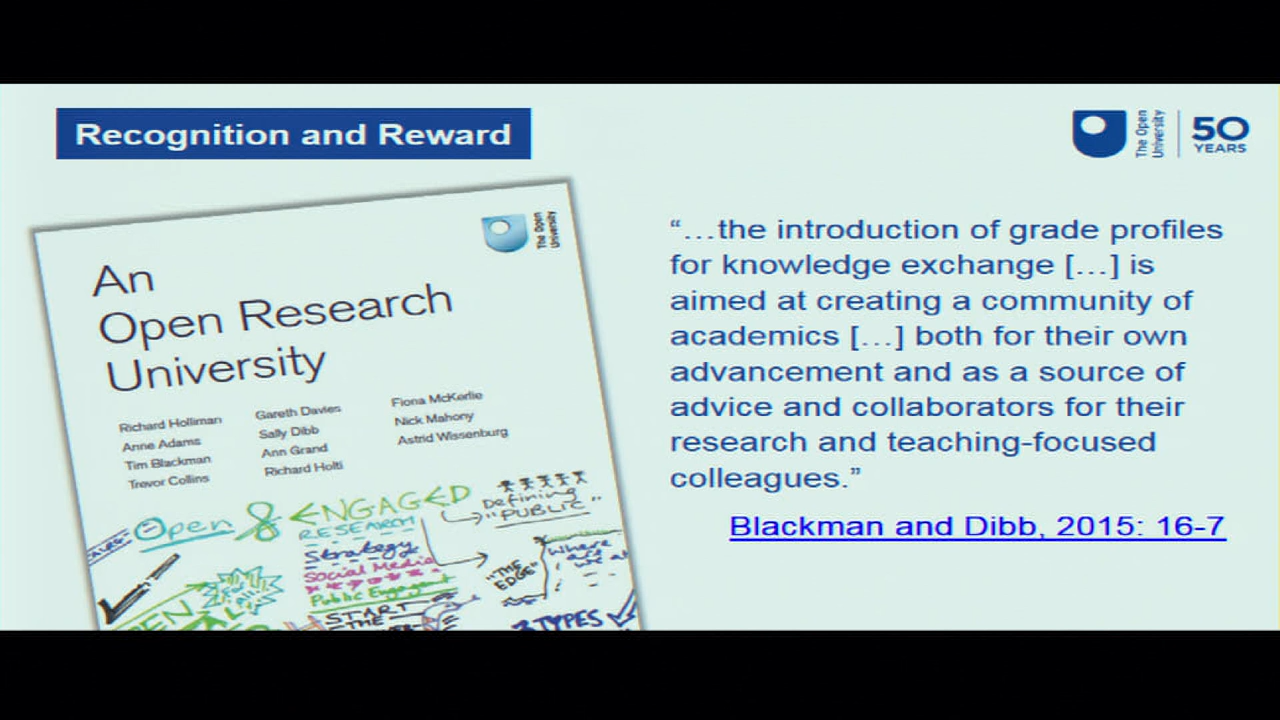 Recognition and Reward
The Open
University
50
YEARS
The Open
University
An
Open Research
University
Richard Holliman
Anne Adams
Tim Blackman
Trevor Collins
Gareth Davies
Sally Dibb
Ann Grand
Richard Holti
Fiona McKerlie
Nick Mahony
Astrid Wissenburg
Open & ENGAGED
RESEARCH
Strategy
Social Media
Public Engagem
START
THE
Defining
"PUBLIC"
"THE
EDGE"
Where
3 TYPES
“…the introduction of grade profiles
for knowledge exchange […] is
aimed at creating a community of
academics […] both for their own
advancement and as a source of
advice and collaborators for their
research and teaching-focused
colleagues.”
Blackman and Dibb, 2015: 16-7